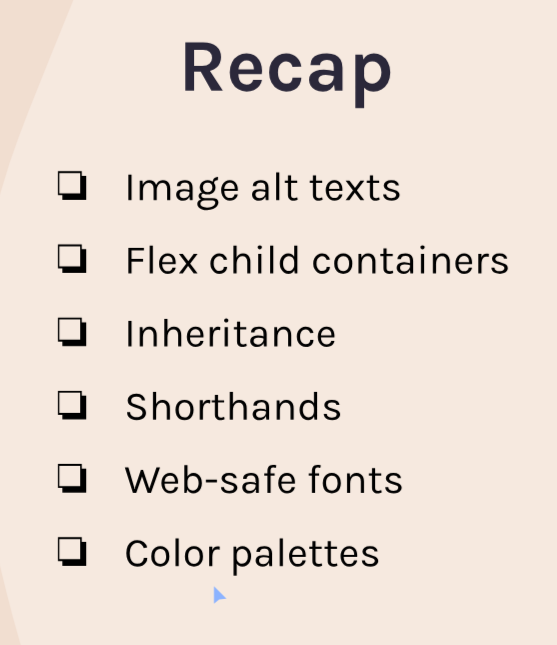 Recap
❏ Image alt texts
❏ Flex child containers
❏ Inheritance
❏ Shorthands
❏ Web-safe fonts
❏ Color palettes